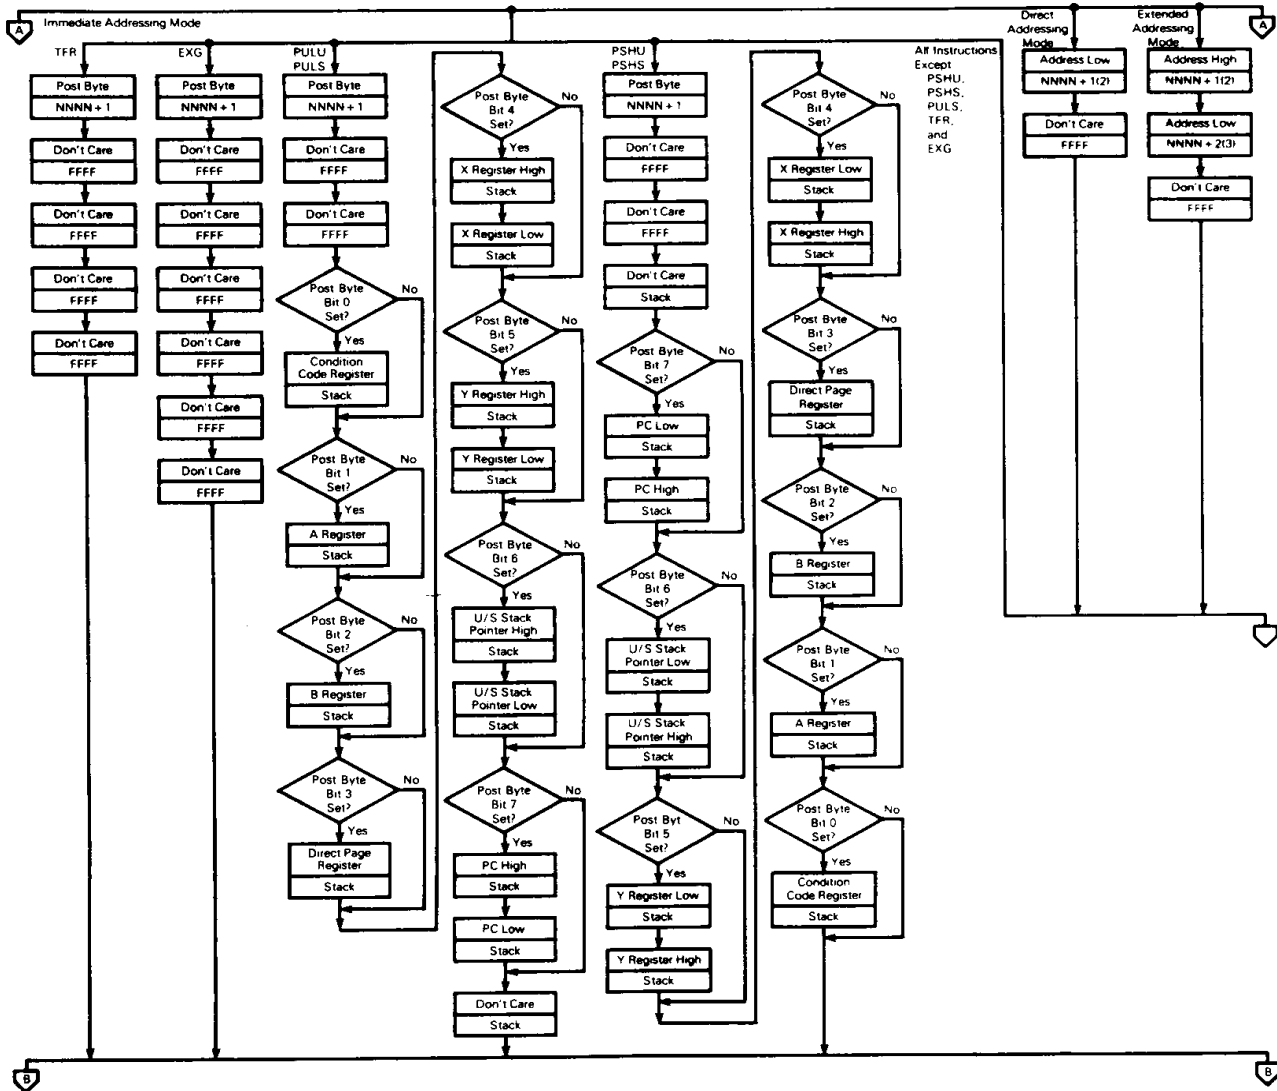 A
Immediate Addressing Mode
A
TFR
Post Byte
NNNN + 1
Don't Care
FFFF
Don't Care
FFFF
Don't Care
FFFF
Don't Care
FFFF
EXG
Post Byte
NNNN + 1
Don't Care
FFFF
Don't Care
FFFF
Don't Care
FFFF
Don't Care
FFFF
Don't Care
FFFF
Don't Care
FFFF
PULU
PULS
Post Byte
NNNN + 1
Don't Care
FFFF
Don't Care
FFFF
Post Byte
Bit 0
Set?
No
Yes
Condition
Code Register
Stack
Post Byte
Bit 1
Set?
No
Yes
A Register
Stack
Post Byte
Bit 2
Set?
No
Yes
B Register
Stack
Post Byte
Bit 3
Set?
No
Yes
Direct Page
Register
Stack
Post Byte
Bit 4
Set?
No
Yes
X Register High
Stack
X Register Low
Stack
Post Byte
Bit 5
Set?
No
Yes
Y Register High
Stack
Y Register Low
Stack
Post Byte
Bit 6
Set?
No
Yes
U/S Stack
Pointer High
Stack
U/S Stack
Pointer Low
Stack
Post Byte
Bit 7
Set?
No
Yes
PC High
Stack
PC Low
Stack
Don't Care
Stack
PSHU
PSHS
Post Byte
NNNN + 1
Don't Care
FFFF
Don't Care
FFFF
Don't Care
Stack
Post Byte
Bit 7
Set?
No
Yes
PC Low
Stack
PC High
Stack
Post Byte
Bit 6
Set?
No
Yes
U/S Stack
Pointer Low
Stack
U/S Stack
Pointer High
Stack
Post Byt
Bit 5
Set?
No
Yes
Y Register Low
Stack
Y Register High
Stack
Post Byte
Bit 4
Set?
No
Yes
X Register Low
Stack
X Register High
Stack
Post Byte
Bit 3
Set?
No
Yes
Direct Page
Register
Stack
Post Byte
Bit 2
Set?
No
Yes
B Register
Stack
Post Byte
Bit 1
Set?
No
Yes
A Register
Stack
Post Byte
Bit 0
Set?
No
Yes
Condition
Code Register
Stack
All Instructions
Except
PSHU,
PSHS,
PULS,
TFR,
and
EXG
Direct
Addressing
Mode
Address Low
NNNN + 1(2)
Don't Care
FFFF
Extended
Addressing
Mode
Address High
NNNN + 1(2)
Address Low
NNNN + 2(3)
Don't Care
FFFF
B
B